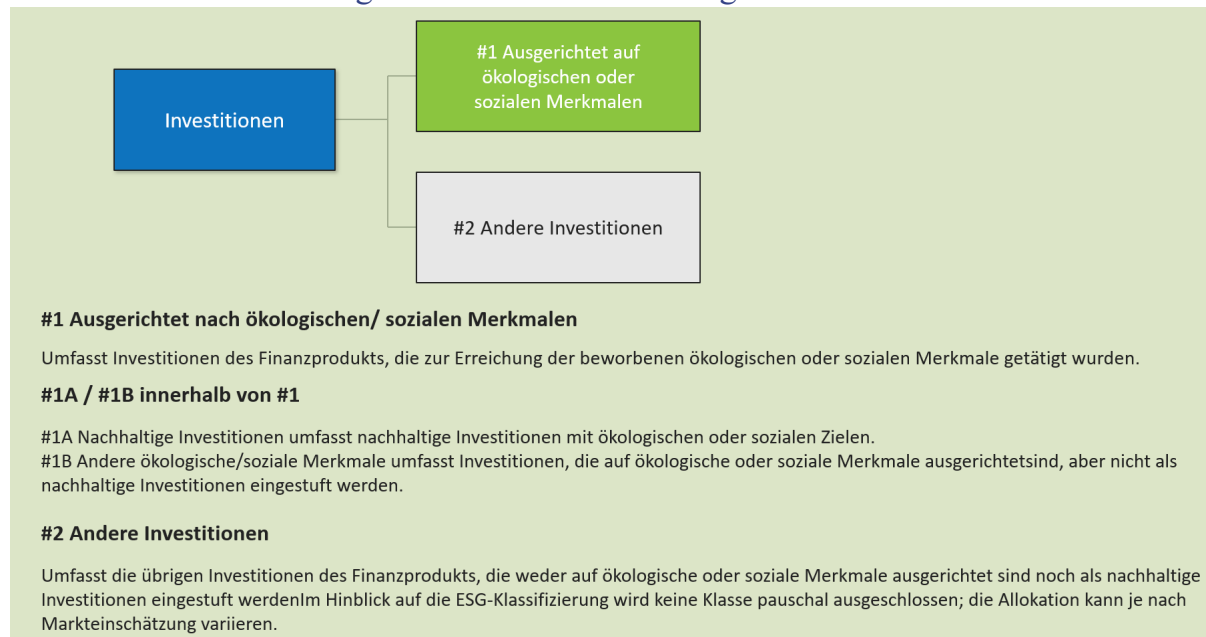 #1 Ausgerichtet auf
ökologischen oder
sozialen Merkmalen
Investitionen
#2 Andere Investitionen
#1 Ausgerichtet nach ökologischen/ sozialen Merkmalen
Umfasst Investitionen des Finanzprodukts, die zur Erreichung der beworbenen ökologischen oder sozialen Merkmale getätigt wurden.
#1A / #1B innerhalb von #1
#1A Nachhaltige Investitionen umfasst nachhaltige Investitionen mit ökologischen oder sozialen Zielen.
#1B Andere ökologische/soziale Merkmale umfasst Investitionen, die auf ökologische oder soziale Merkmale ausgerichtetsind, aber nicht als
nachhaltige Investitionen eingestuft werden.
#2 Andere Investitionen
Umfasst die übrigen Investitionen des Finanzprodukts, die weder auf ökologische oder soziale Merkmale ausgerichtet sind noch als nachhaltige
Investitionen eingestuft werdenIm Hinblick auf die ESG-Klassifizierung wird keine Klasse pauschal ausgeschlossen; die Allokation kann je nach
Markteinschätzung variieren.